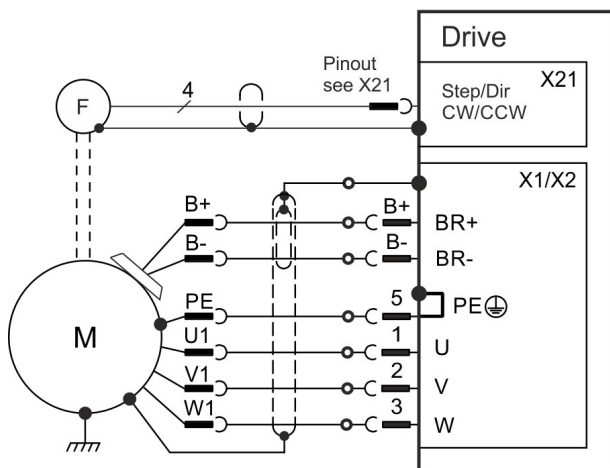 Drive
Pinout
see X21
X21
F
4
Step/Dir
CW/CCW
X1/X2
B+
B+
BR+
B-
B-
BR-
PE
5
PE
M
U1
1
U
V1
2
V
W1
3
W